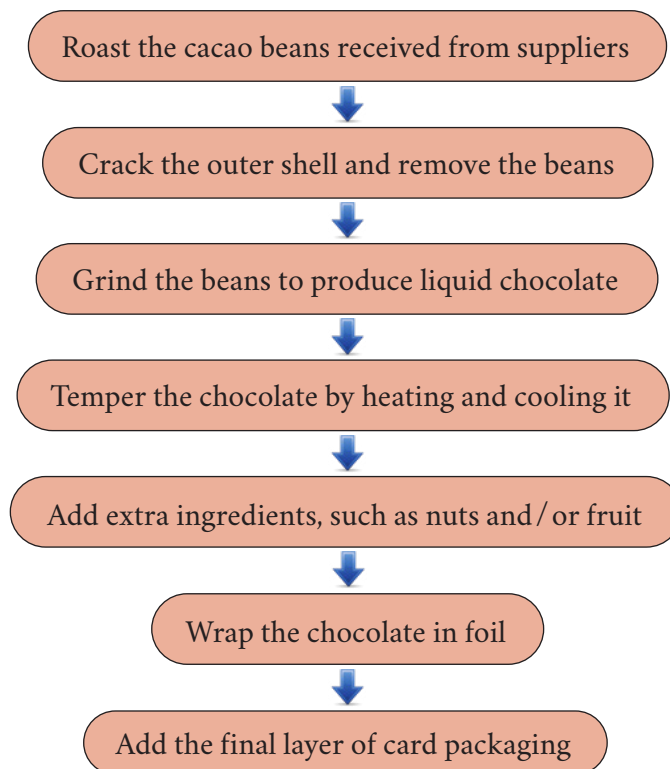 Roast the cacao beans received from suppliers
Crack the outer shell and remove the beans
Grind the beans to produce liquid chocolate
Temper the chocolate by heating and cooling it
Add extra ingredients, such as nuts and/or fruit
Wrap the chocolate in foil
Add the final layer of card packaging